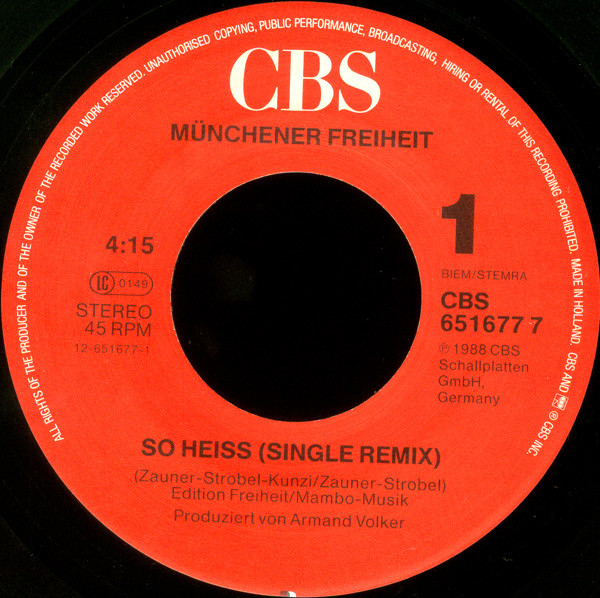 ALL RIGHTS OF THE PRODUCER AND OF THE OWNER OF THE RECORDED WORK RESERVED. UNAUTHORISED COPYING, PUBLIC PERFORMANCE, BROADCASTING, HIRING OR RENTAL OF THIS RECORDING PROHIBITED. MADE IN HOLLAND. CBS AND ® CBS INC.
CBS
MÜNCHENER FREIHEIT
1
4:15
BIEM/STEMRA
LC 0149
CBS
651677 7
STEREO
45 RPM
12-651677-1
℗ 1988 CBS
Schallplatten
GmbH,
Germany
SO HEISS (SINGLE REMIX)
(Zauner-Strobel-Kunzi/Zauner-Strobel)
Edition Freiheit/Mambo-Musik
Produziert von Armand Volker